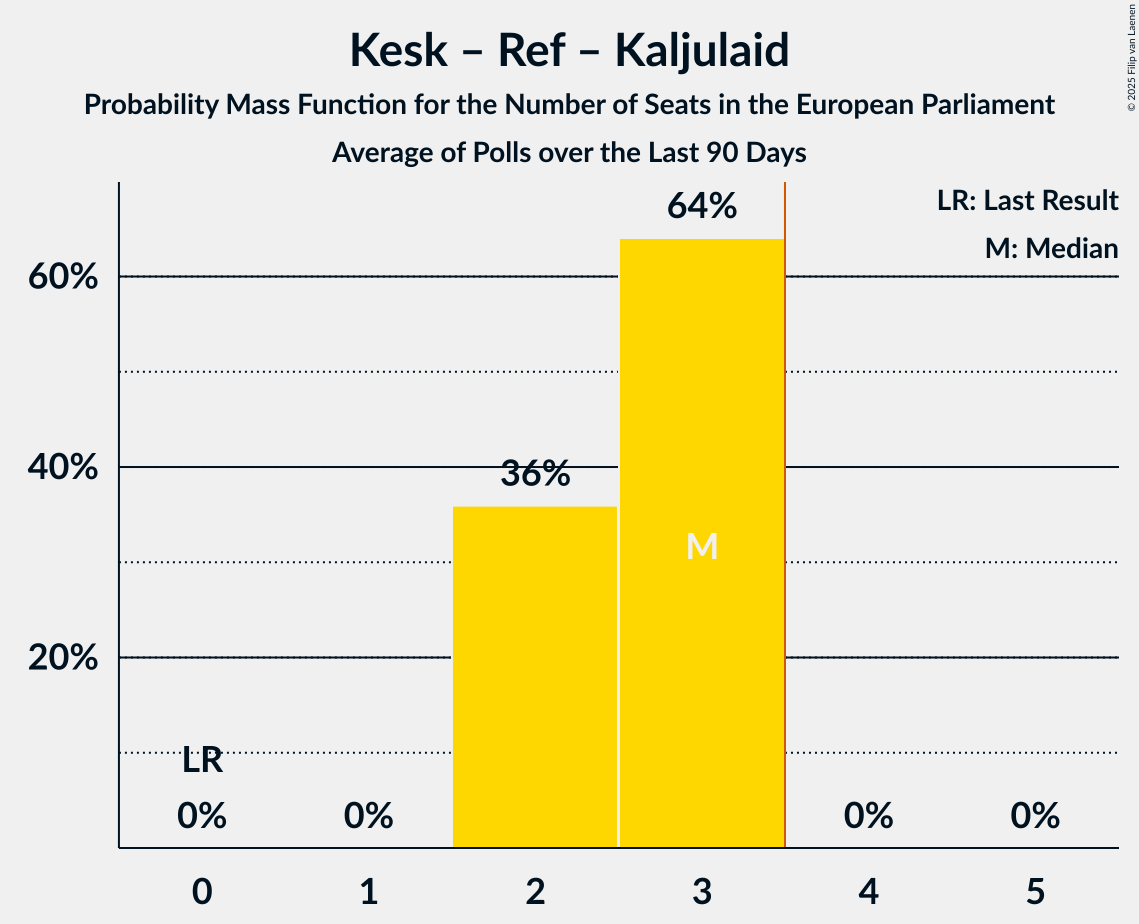 Kesk – Ref – Kaljulaid
Probability Mass Function for the Number of Seats in the European Parliament
Average of Polls over the Last 90 Days
© 2025 Filip van Laenen
LR: Last Result
M: Median
64%
60%
40%
36%
M
20%
LR
0%
0%
0%
0%
0
1
2
3
4
5